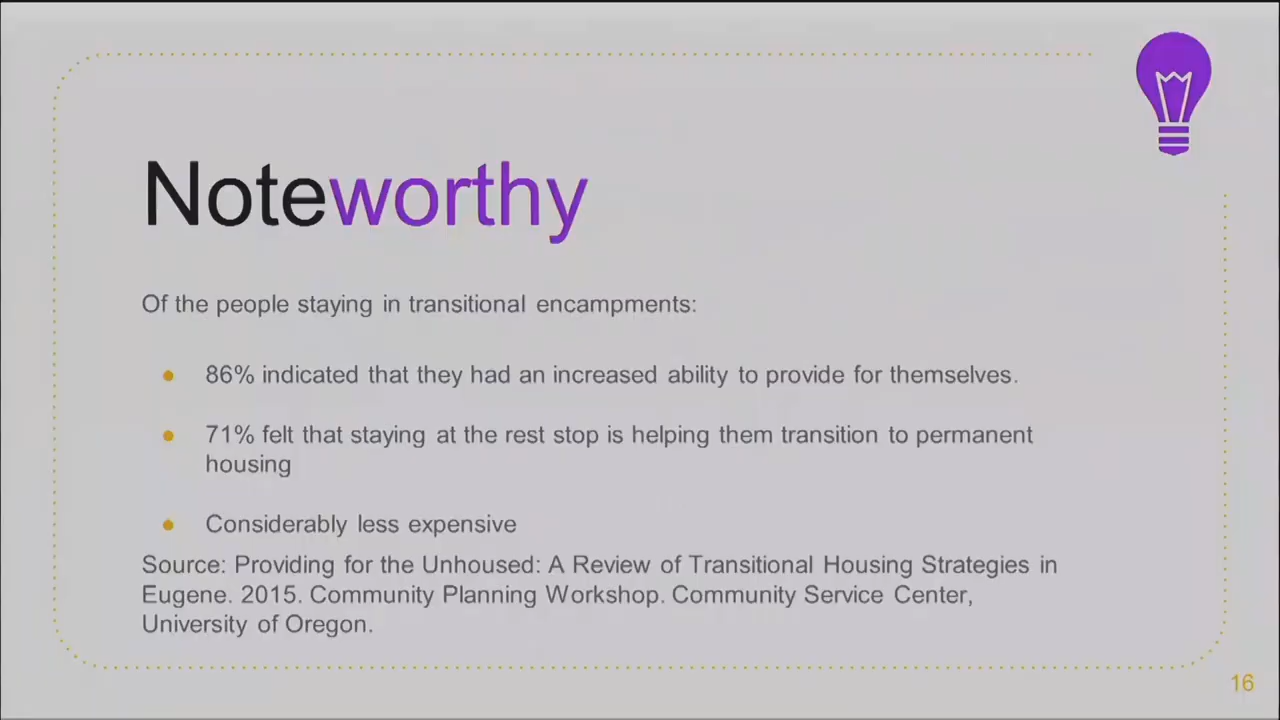 Noteworthy
Of the people staying in transitional encampments:
● 86% indicated that they had an increased ability to provide for themselves.
● 71% felt that staying at the rest stop is helping them transition to permanent
housing
● Considerably less expensive
Source: Providing for the Unhoused: A Review of Transitional Housing Strategies in
Eugene. 2015. Community Planning Workshop. Community Service Center,
University of Oregon.
16